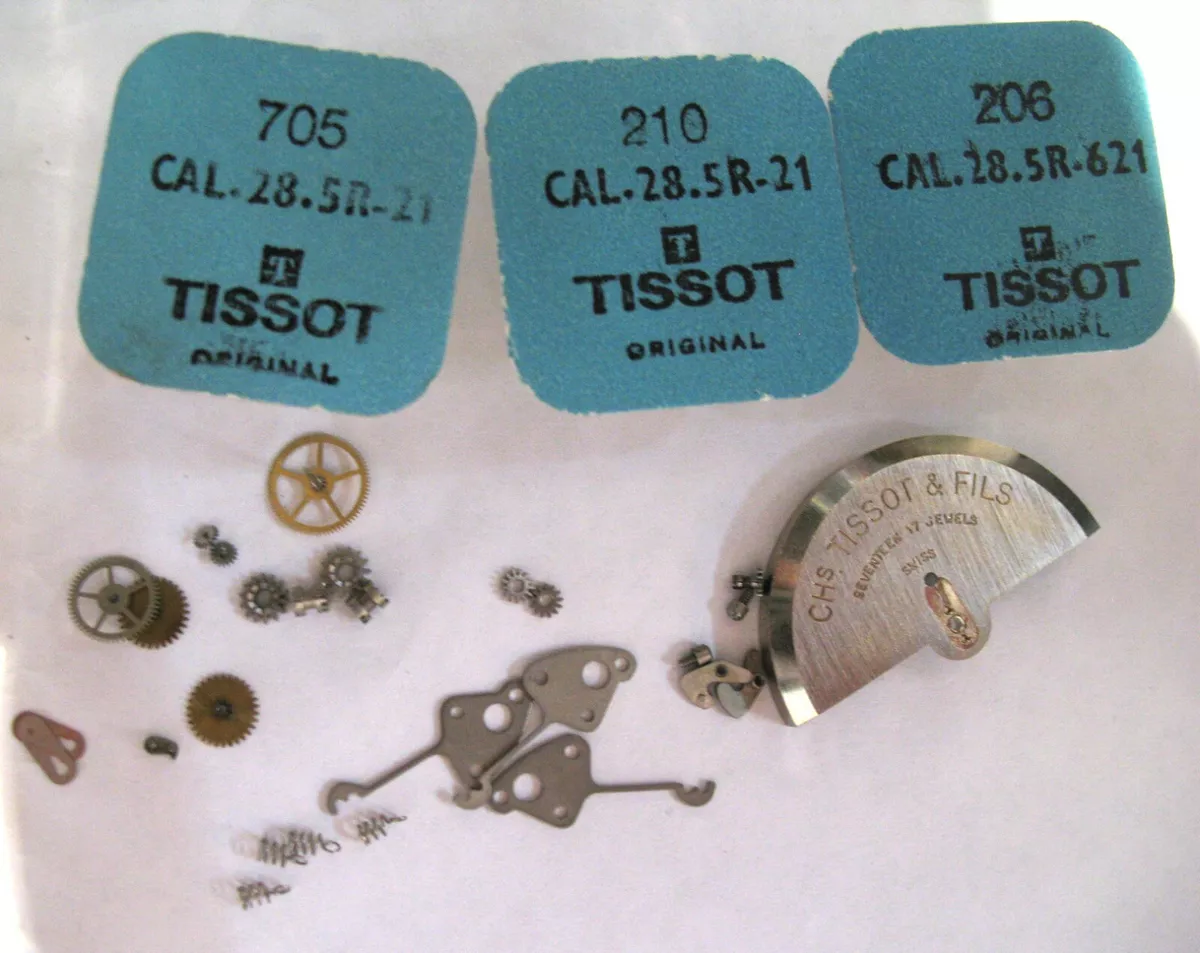 705
CAL.28.5R-21
T
TISSOT
ORIGINAL
210
CAL.28.5R-21
T
TISSOT
ORIGINAL
206
CAL.28.5R-621
T
TISSOT
ORIGINAL
CHS TISSOT & FILS
SEVENTEEN 17 JEWELS
SWISS